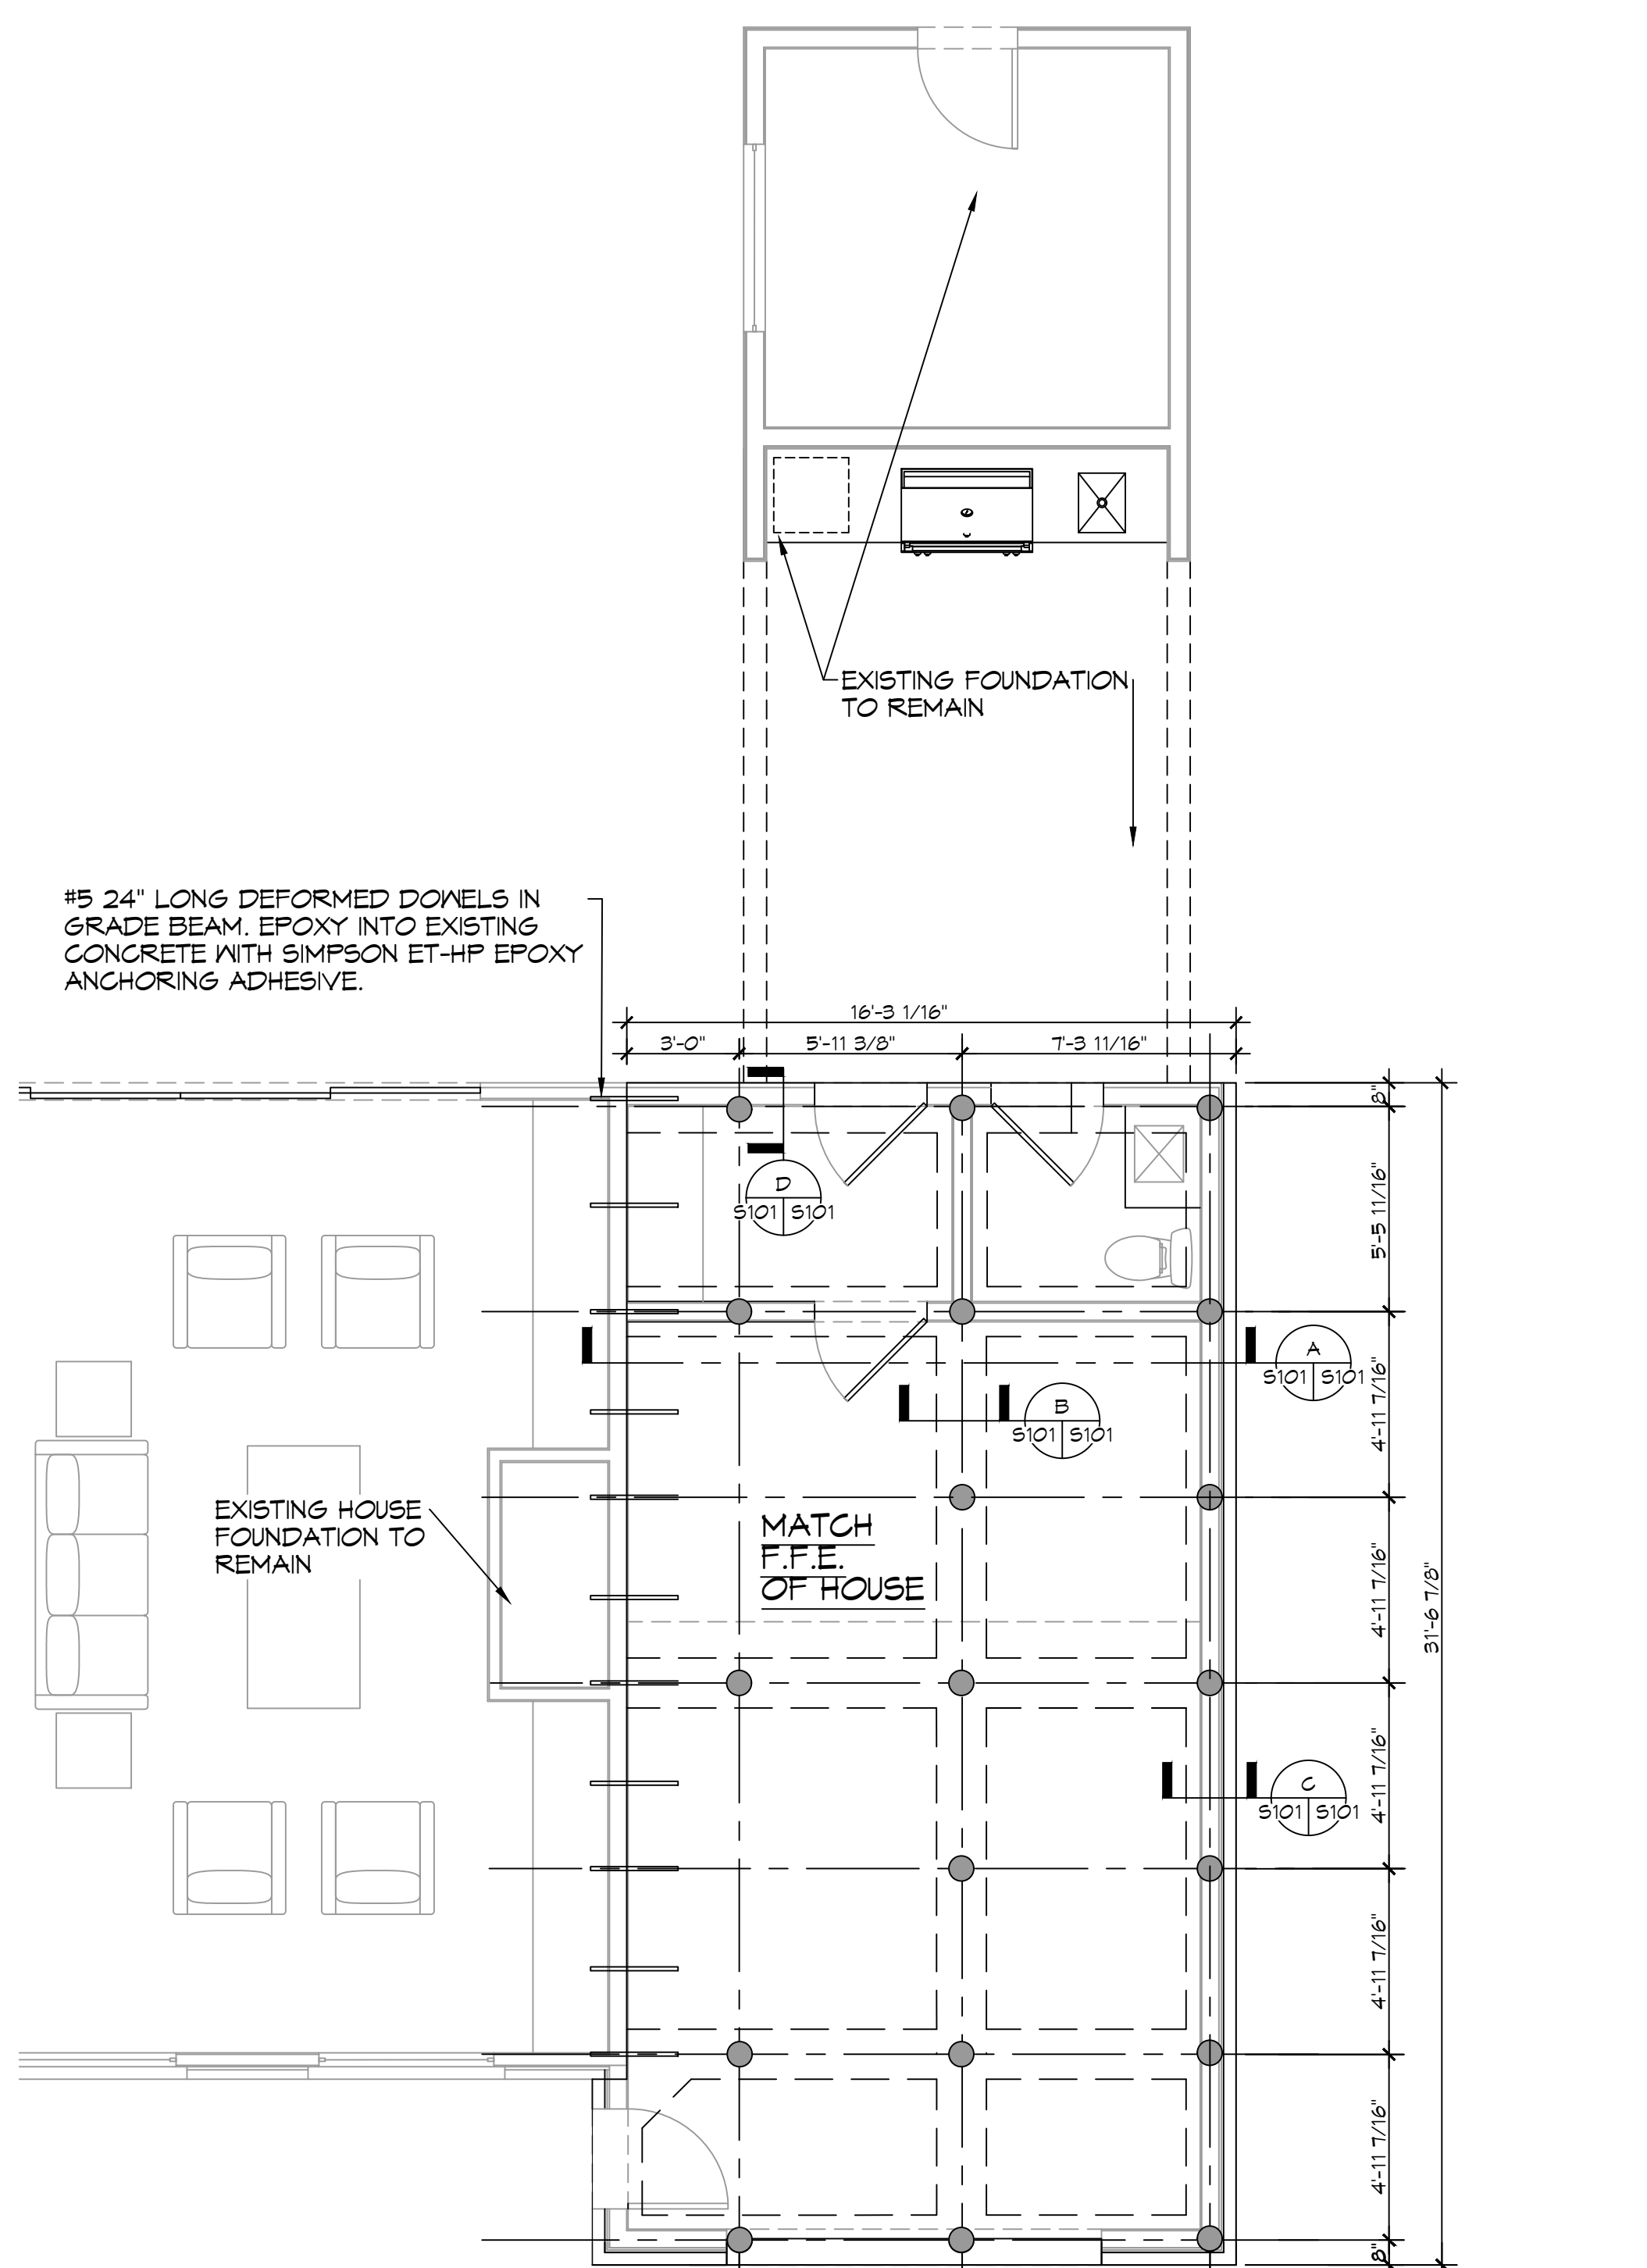 EXISTING FOUNDATION
TO REMAIN
#5 24" LONG DEFORMED DOWELS IN
GRADE BEAM. EPOXY INTO EXISTING
CONCRETE WITH SIMPSON ET-HP EPOXY
ANCHORING ADHESIVE.
16'-3 1/16"
3'-0"
5'-11 3/8"
7'-3 11/16"
8"
5'-5 11/16"
D
S101
S101
A
S101
S101
4'-11 7/16"
B
S101
S101
EXISTING HOUSE
FOUNDATION TO
REMAIN
MATCH
F.F.E.
OF HOUSE
4'-11 7/16"
31'-6 7/8"
C
S101
S101
4'-11 7/16"
4'-11 7/16"
4'-11 7/16"
8"